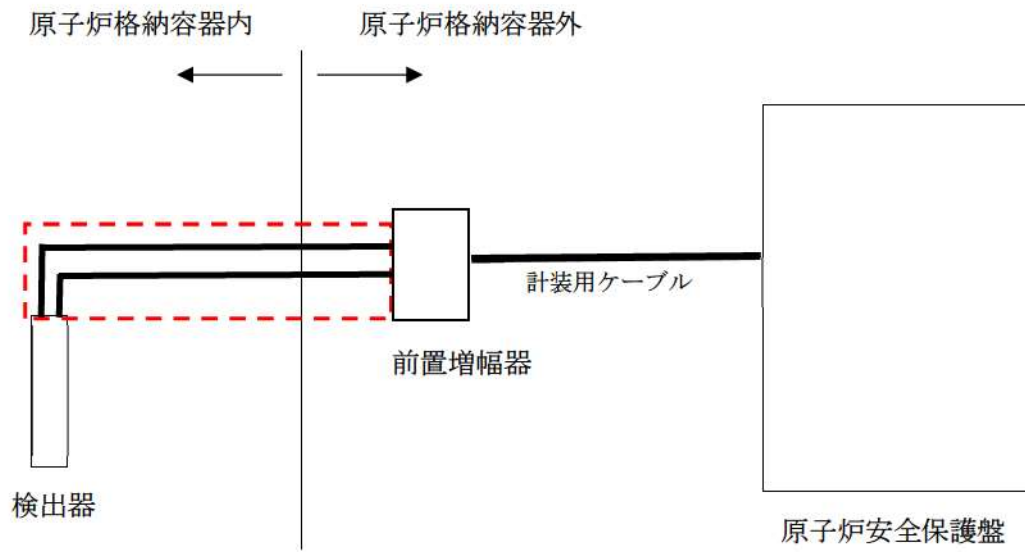 原子炉格納容器内
原子炉格納容器外
計装用ケーブル
前置増幅器
検出器
原子炉安全保護盤